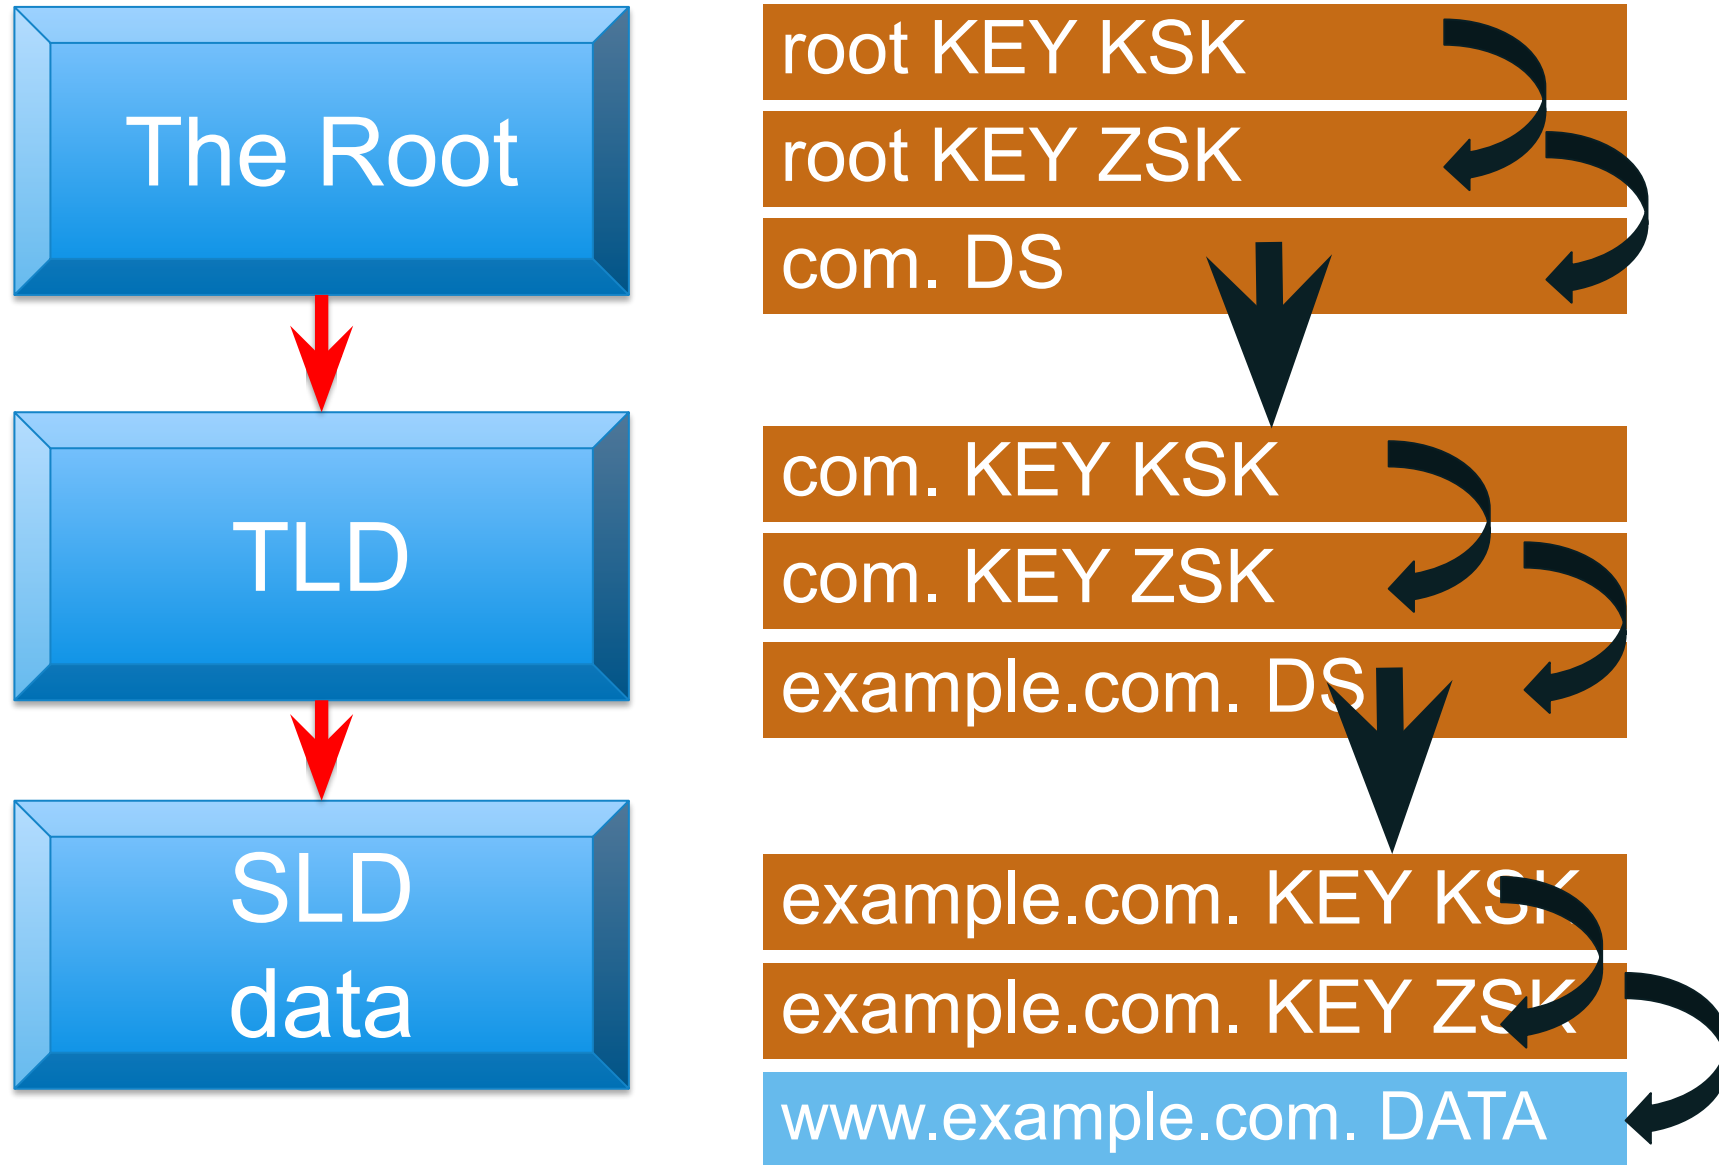 The Root
root KEY KSK
root KEY ZSK
com. DS
TLD
com. KEY KSK
com. KEY ZSK
example.com. DS
SLD
data
example.com. KEY KSK
example.com. KEY ZSK
www.example.com. DATA